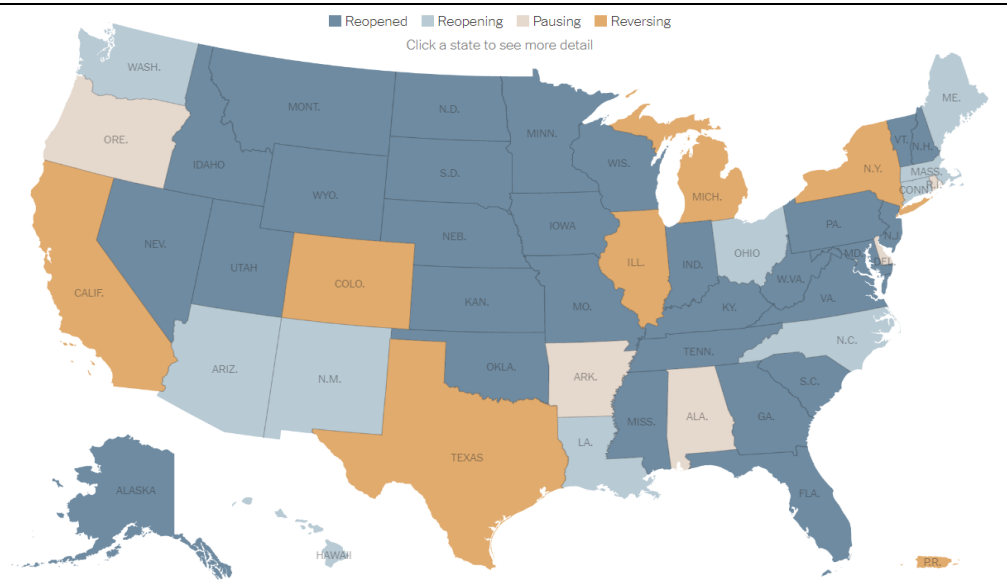 Reopened Reopening Pausing Reversing
Click a state to see more detail
WASH.
ME.
MONT.
N.D.
MINN.
ORE.
VT.
N.H.
IDAHO
WIS.
S.D.
N.Y.
MASS.
WYO.
MICH.
CONN.
R.I.
IOWA
PA.
NEB.
N.J.
NEV.
OHIO
MD.
UTAH
ILL.
IND.
DEL.
COLO.
W.VA.
CALIF.
KAN.
MO.
KY.
VA.
N.C.
TENN.
ARIZ.
OKLA.
N.M.
ARK.
S.C.
MISS.
ALA.
GA.
LA.
TEXAS
ALASKA
FLA.
HAWAII
P.R.